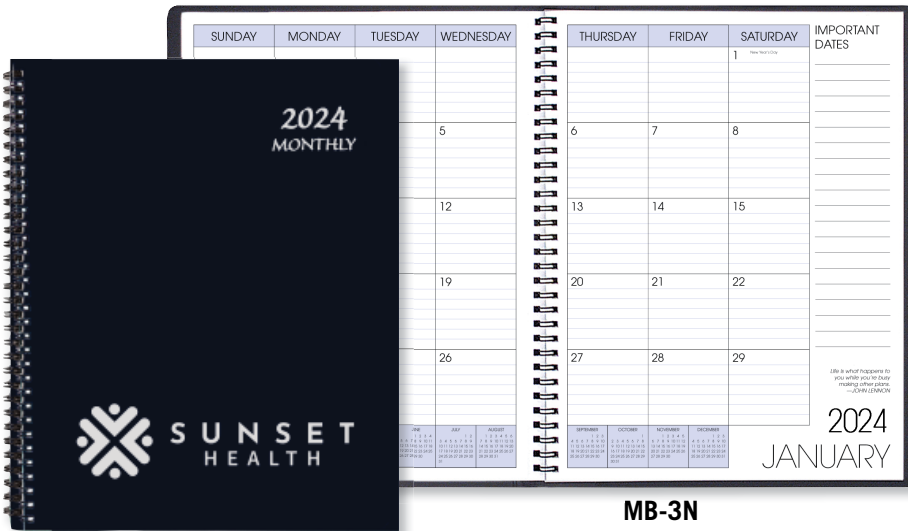 2024
MONTHLY
SUNSET
HEALTH
SUNDAY MONDAY TUESDAY WEDNESDAY
5
12
19
26
JULY AUGUST
THURSDAY FRIDAY SATURDAY
1 New Year's Day
6 7 8
13 14 15
20 21 22
27 28 29
SEPTEMBER OCTOBER NOVEMBER DECEMBER
IMPORTANT
DATES
Life is what happens to
you while you're busy
making other plans.
—JOHN LENNON
2024
JANUARY
MB-3N